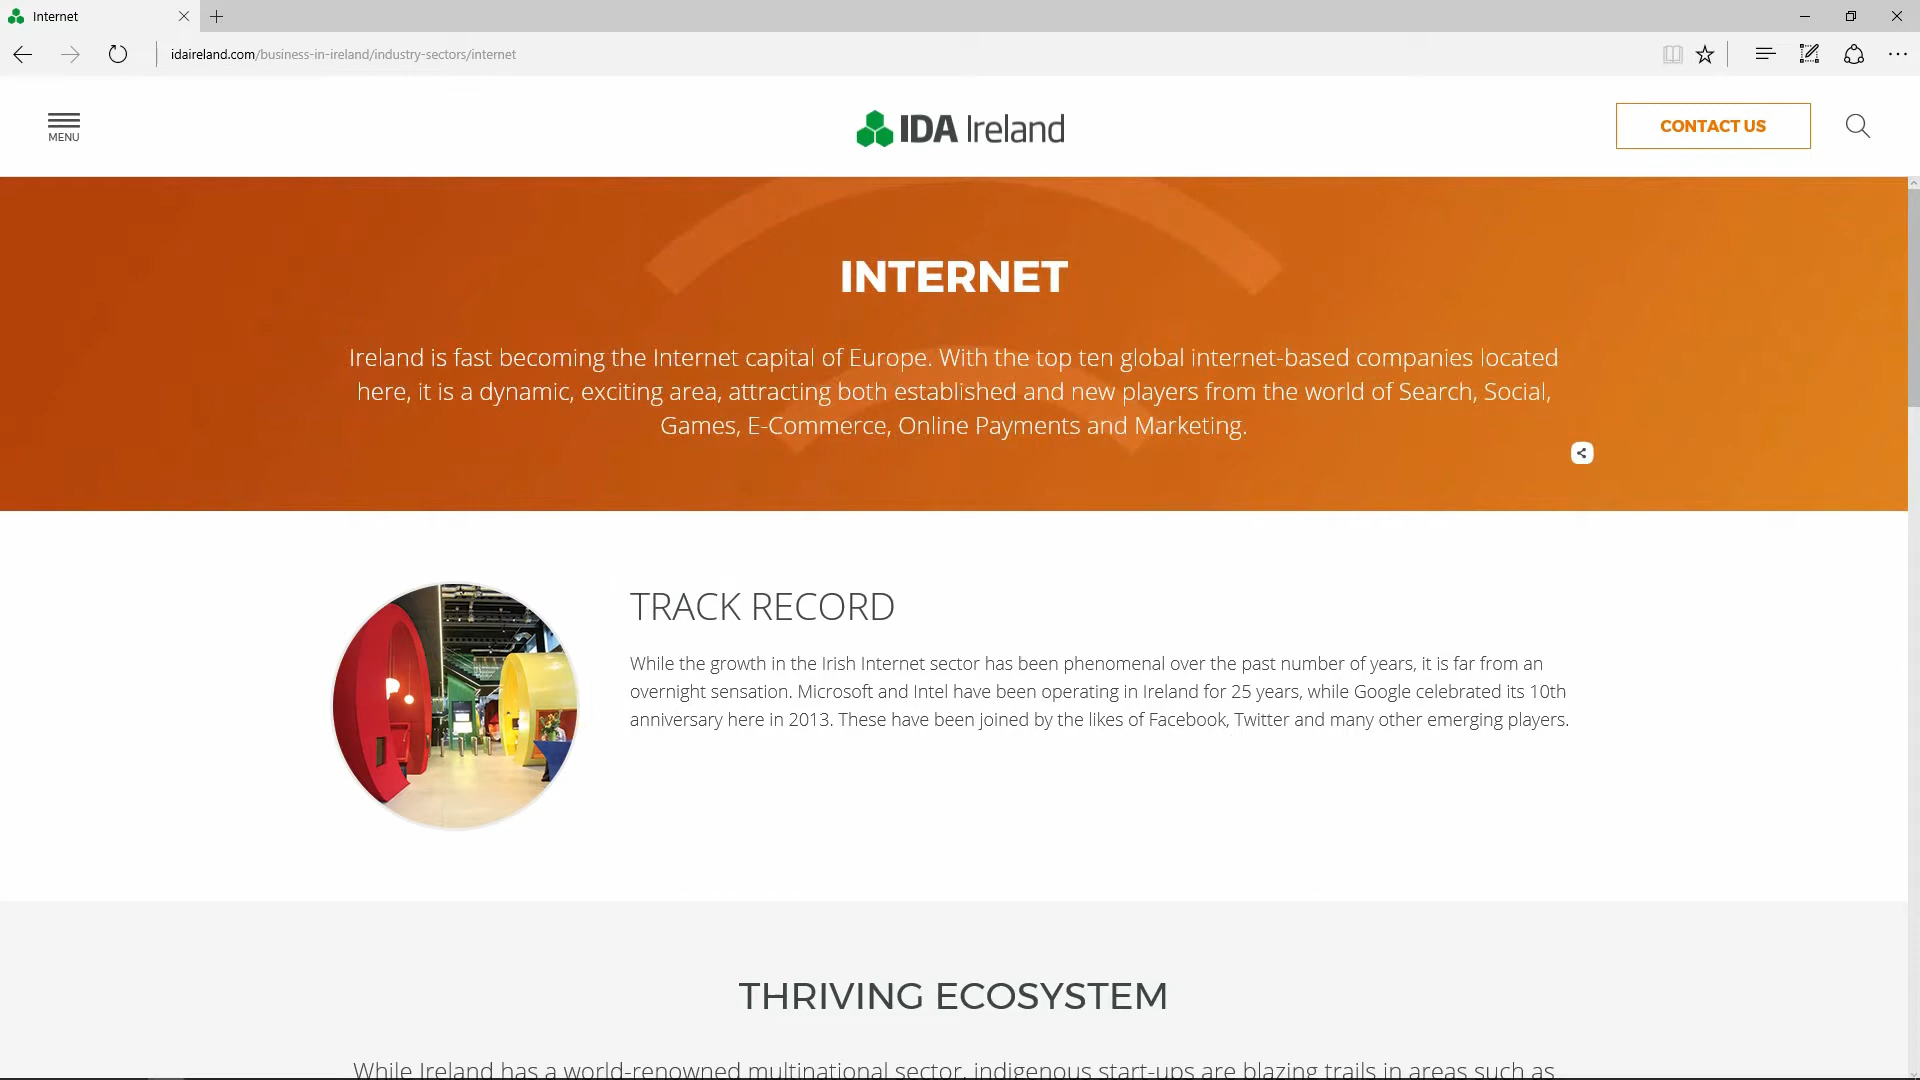 Internet
idaireland.com/business-in-ireland/industry-sectors/internet
MENU
IDA Ireland
CONTACT US
INTERNET
Ireland is fast becoming the Internet capital of Europe. With the top ten global internet-based companies located
here, it is a dynamic, exciting area, attracting both established and new players from the world of Search, Social,
Games, E-Commerce, Online Payments and Marketing.
TRACK RECORD
While the growth in the Irish Internet sector has been phenomenal over the past number of years, it is far from an
overnight sensation. Microsoft and Intel have been operating in Ireland for 25 years, while Google celebrated its 10th
anniversary here in 2013. These have been joined by the likes of Facebook, Twitter and many other emerging players.
THRIVING ECOSYSTEM
While Ireland has a world-renowned multinational sector, indigenous start-ups are blazing trails in areas such as